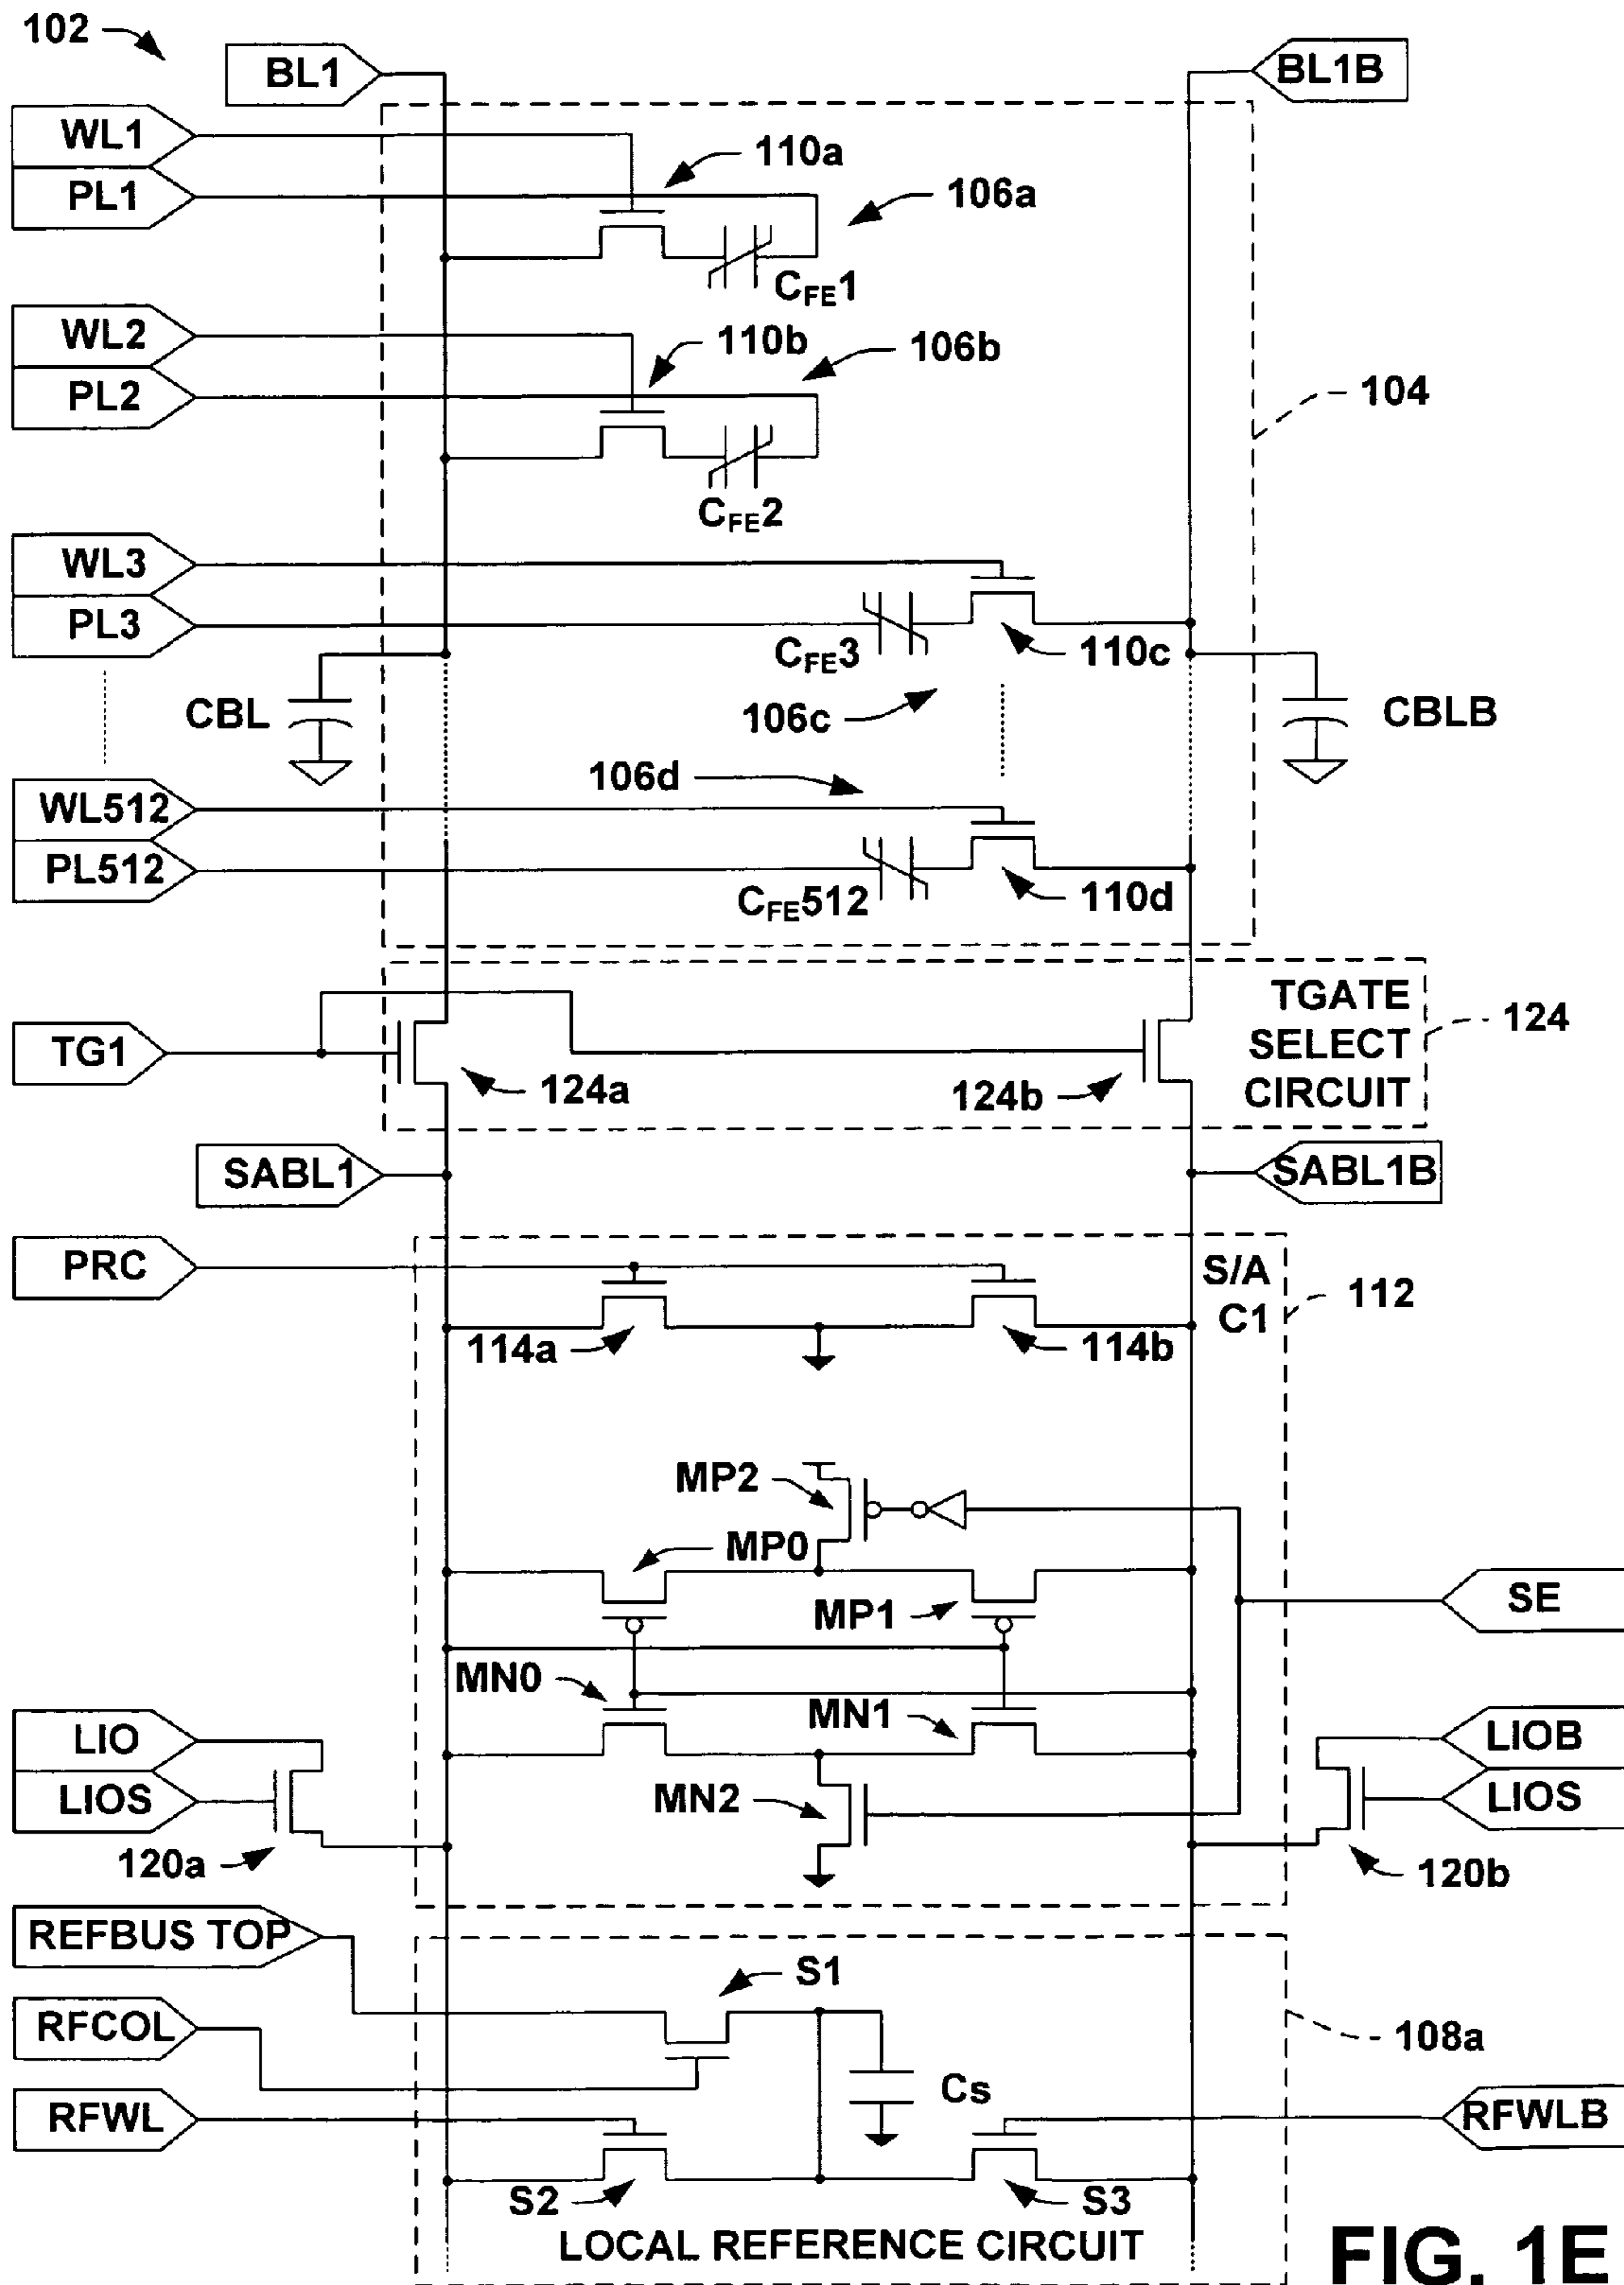 102
BL1
BL1B
WL1
110a
PL1
106a
CFE1
WL2
110b
106b
PL2
104
CFE2
WL3
PL3
CFE3
110c
CBL
106c
CBLB
106d
WL512
PL512
CFE512
110d
TGATE
SELECT
CIRCUIT
124
TG1
124a
124b
SABL1
SABL1B
PRC
S/A
C1
112
114a
114b
MP2
MP0
MP1
SE
MN0
MN1
LIO
LIOB
LIOS
MN2
LIOS
120a
120b
REFBUS TOP
S1
RFCOL
108a
Cs
RFWL
RFWLB
S2
S3
LOCAL REFERENCE CIRCUIT
FIG. 1E